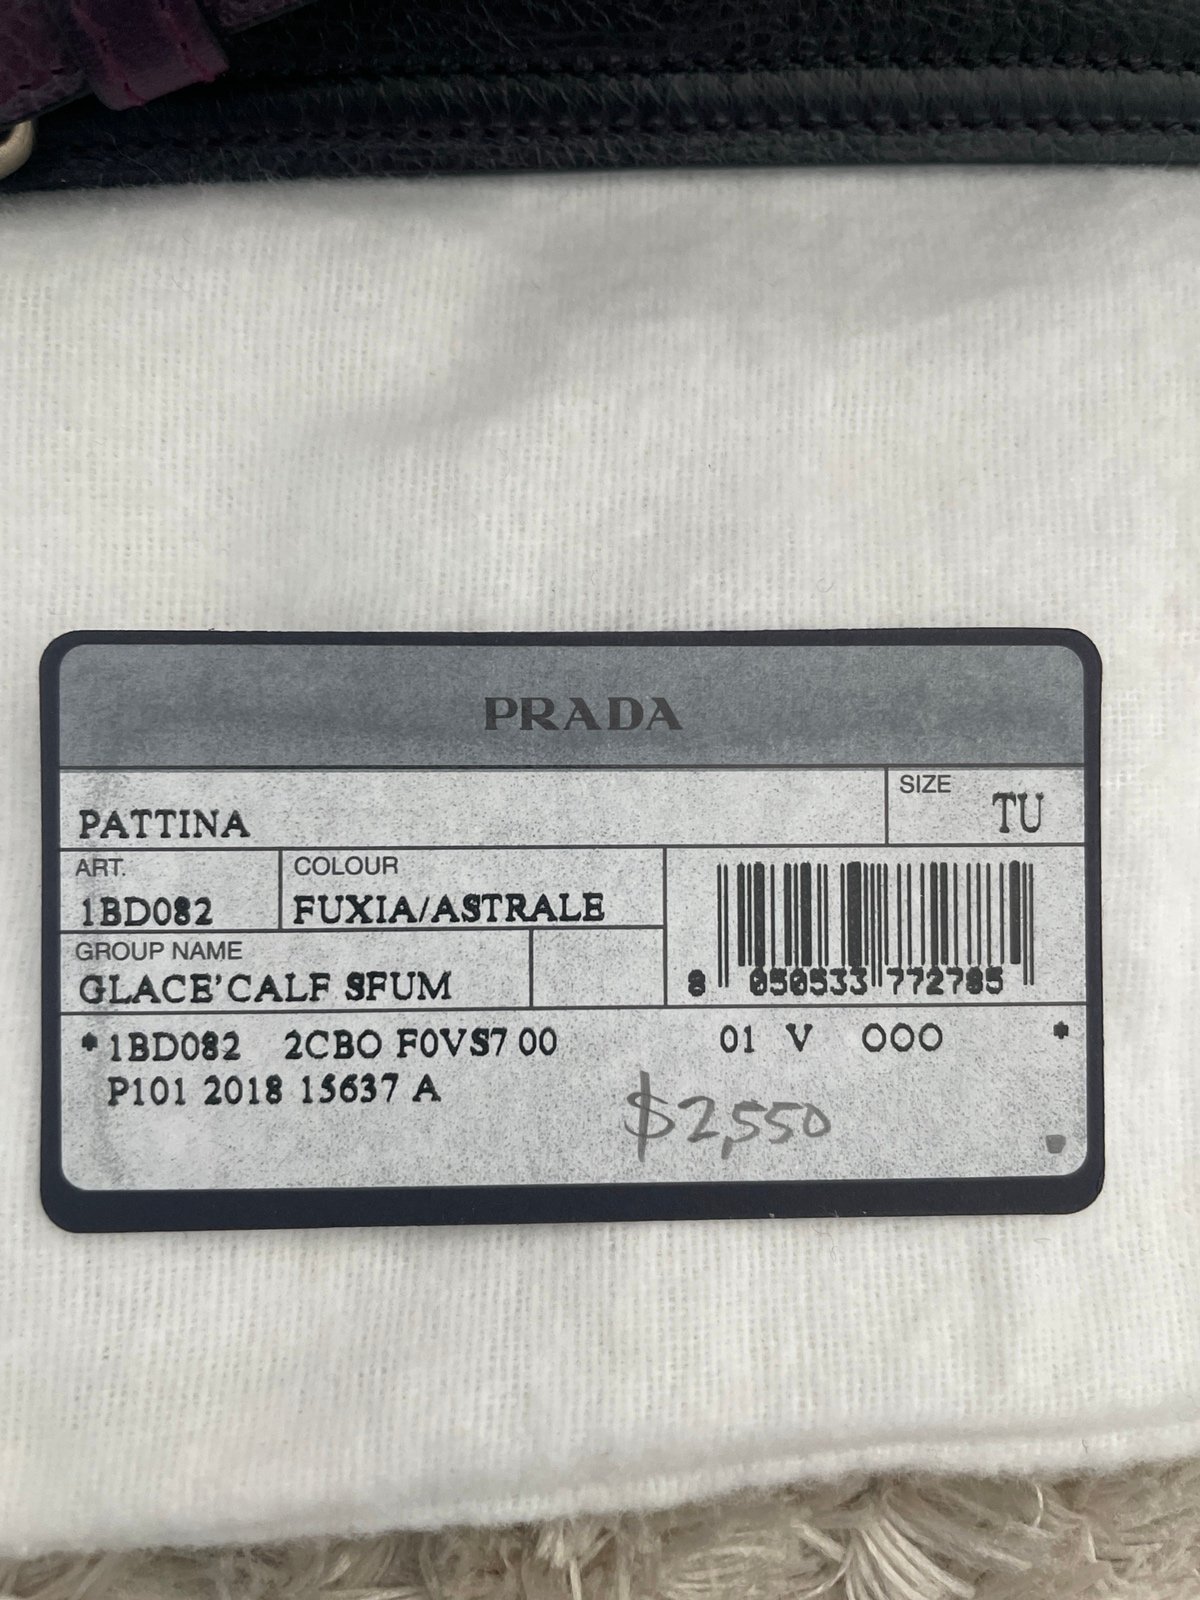 PRADA
PATTINA
SIZE
TU
ART.
1BD082
COLOUR
FUXIA/ASTRALE
GROUP NAME
GLACE'CALF SFUM
8 050533 772785
*1BD082 2CBO F0VS7 00 01 V OOO *
P101 2018 15637 A
$2,550